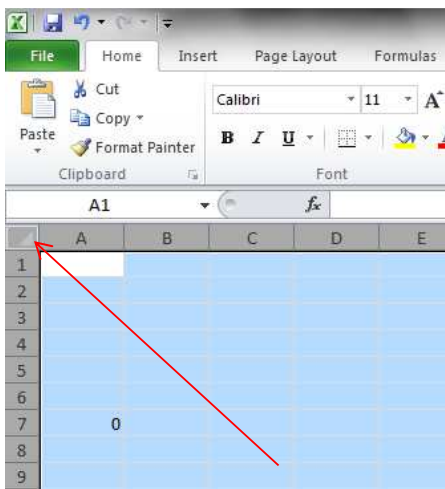 File Home Insert Page Layout Formulas
Cut
Calibri 11 A
Copy
Paste
B I U A
Format Painter
Clipboard Font
A1 fx
A B C D E
1
2
3
4
5
6
7 0
8
9